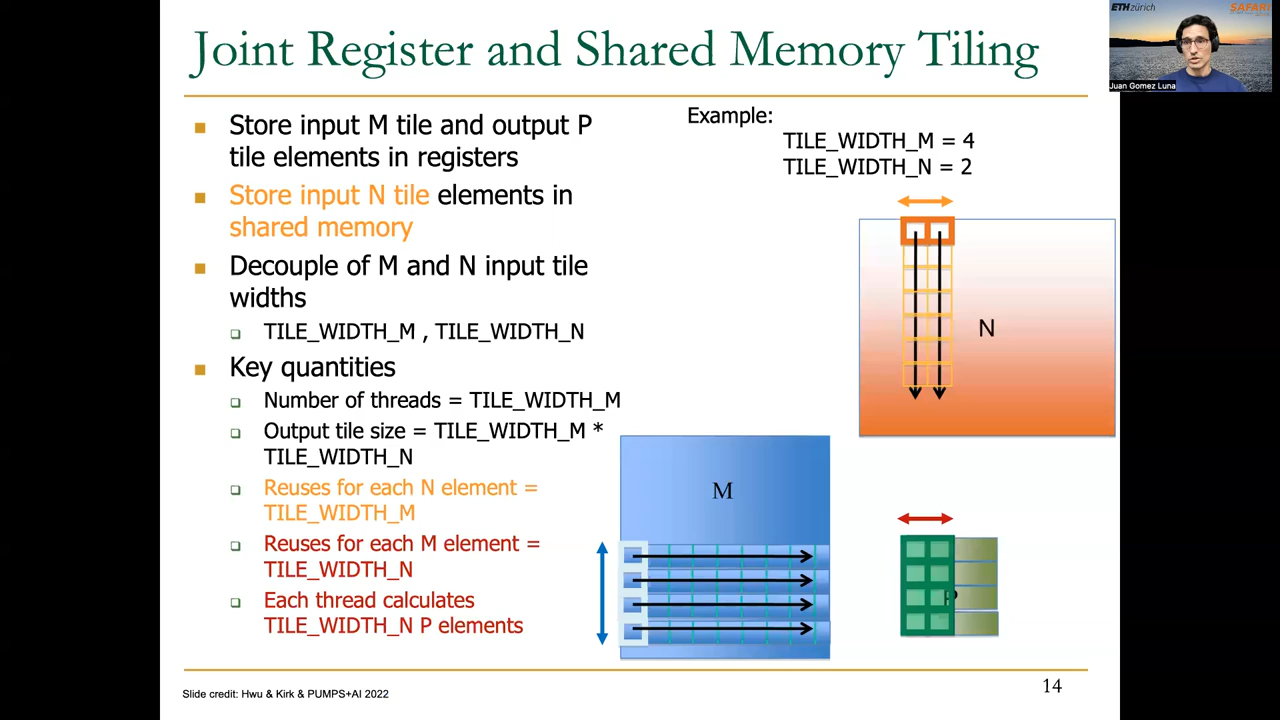 Joint Register and Shared Memory Tiling
Store input M tile and output P
tile elements in registers
Store input N tile elements in
shared memory
Decouple of M and N input tile
widths
TILE_WIDTH_M , TILE_WIDTH_N
Key quantities
Number of threads = TILE_WIDTH_M
Output tile size = TILE_WIDTH_M *
TILE_WIDTH_N
Reuses for each N element =
TILE_WIDTH_M
Reuses for each M element =
TILE_WIDTH_N
Each thread calculates
TILE_WIDTH_N P elements
Example:
TILE_WIDTH_M = 4
TILE_WIDTH_N = 2
N
M
P
Slide credit: Hwu & Kirk & PUMPS+AI 2022
14
ETH zürich
SAFARI
Juan Gomez Luna